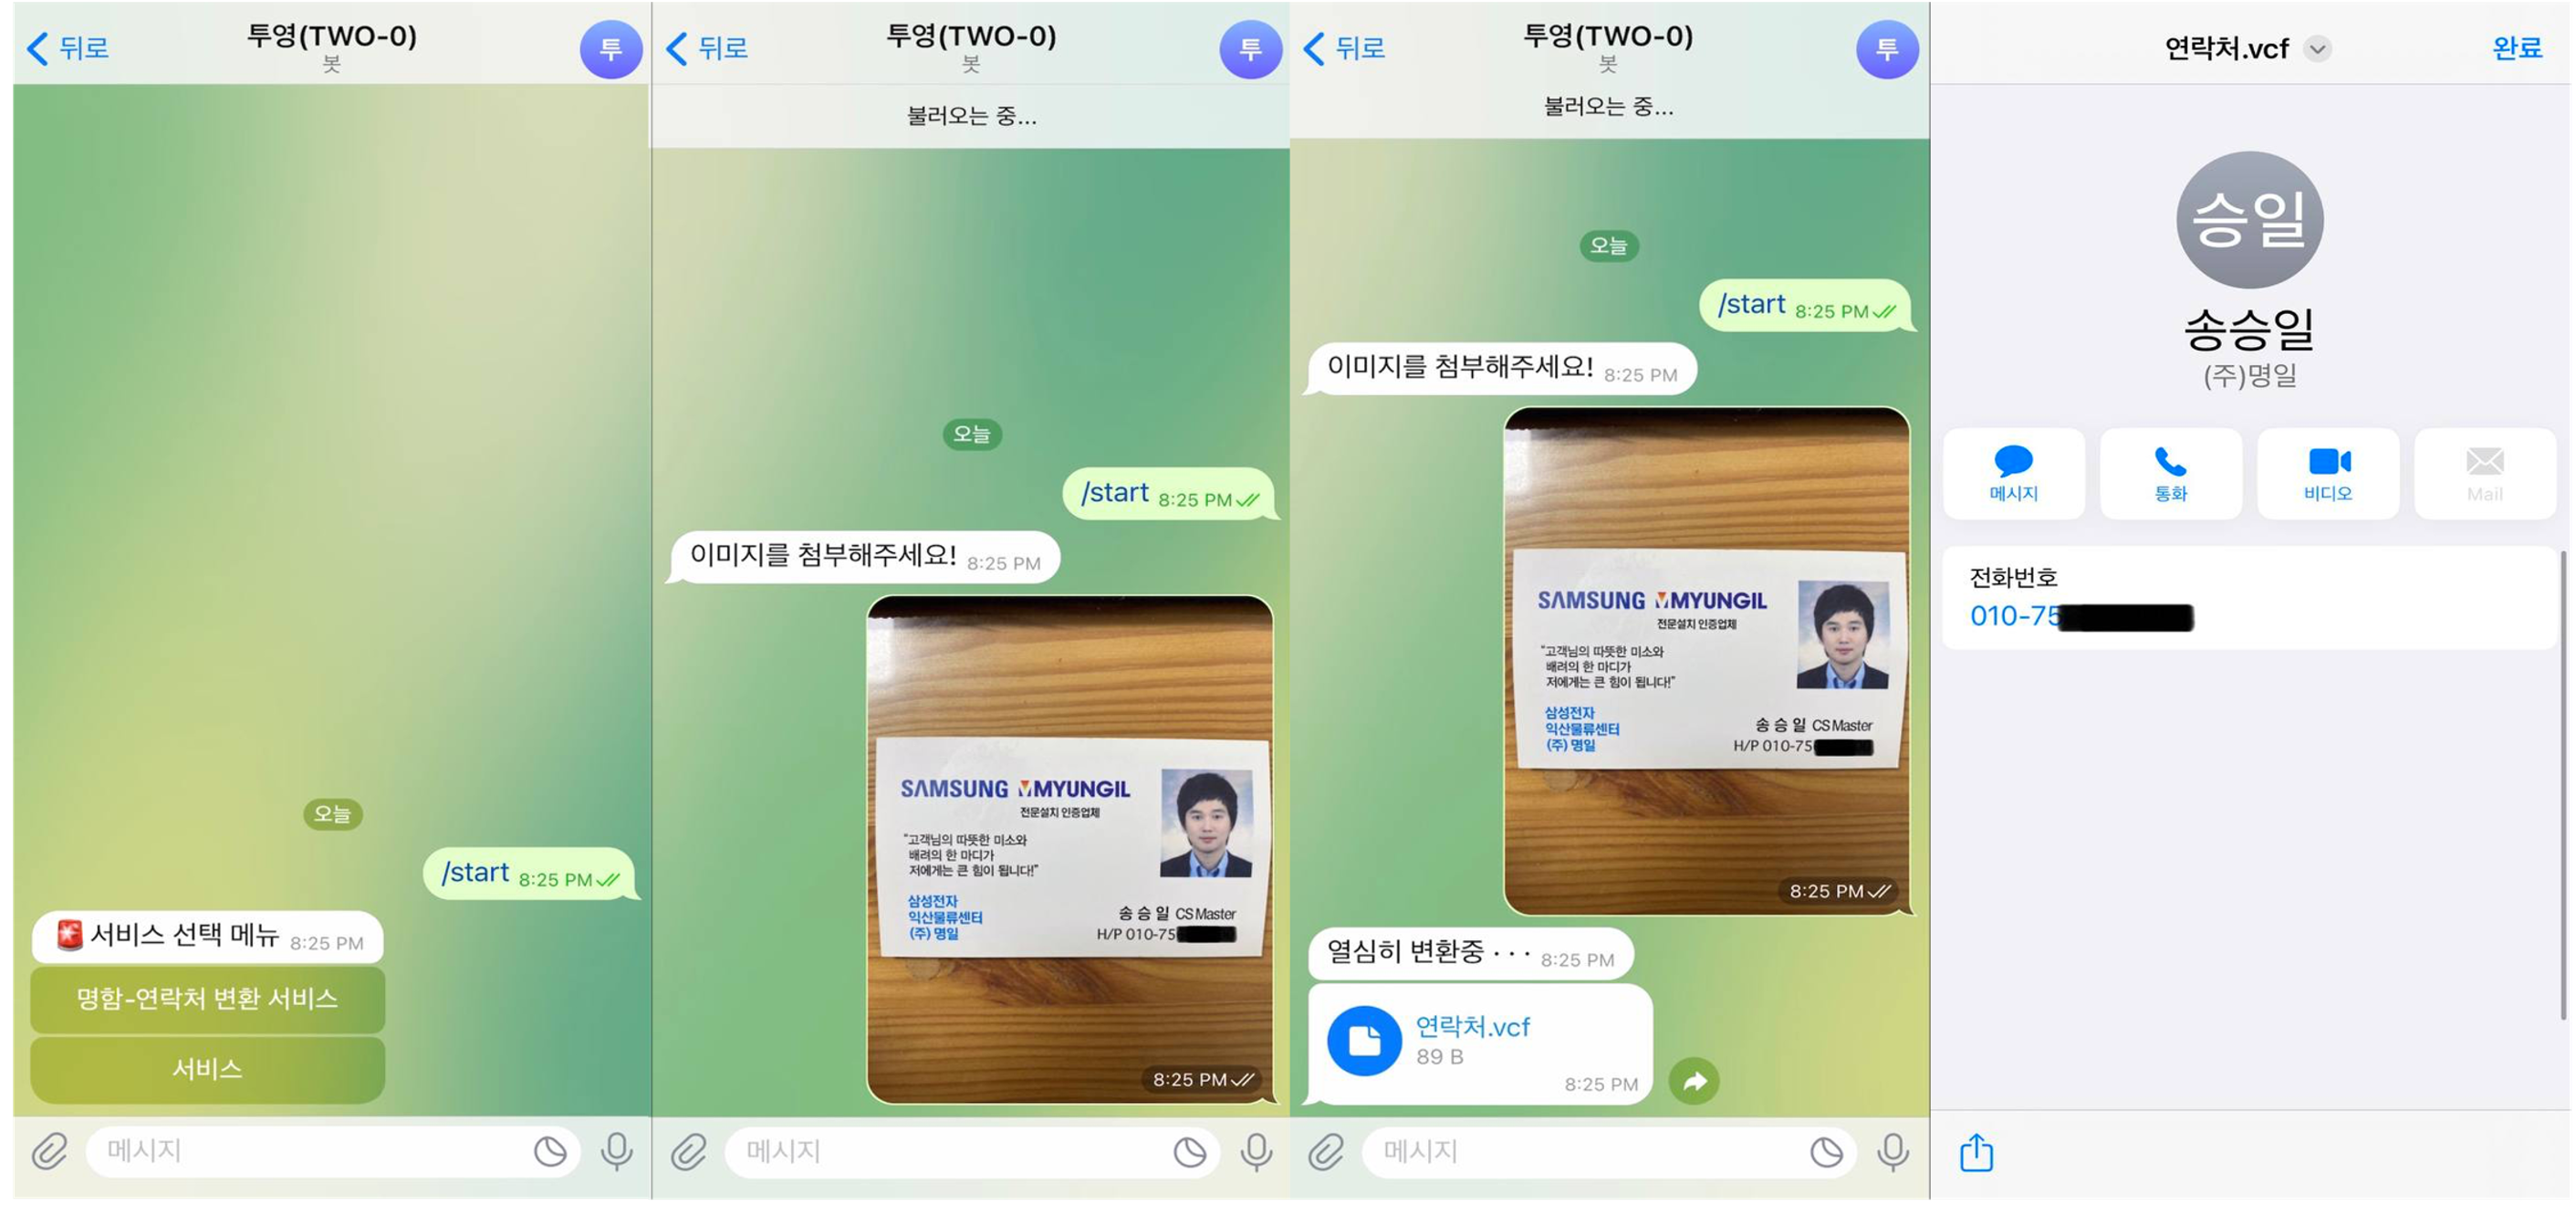 뒤로
투영(TWO-0)
봇
투
오늘
/start 8:25 PM
서비스 선택 메뉴 8:25 PM
명함-연락처 변환 서비스
서비스
메시지
뒤로
투영(TWO-0)
봇
투
불러오는 중...
오늘
/start 8:25 PM
이미지를 첨부해주세요! 8:25 PM
SAMSUNG MYUNGIL
전문설치 인증업체
"고객님의 따뜻한 미소와
배려의 한 마디가
저에게는 큰 힘이 됩니다!"
삼성전자
익산물류센터
(주) 명일
송 승 일 CS Master
H/P 010-75
8:25 PM
메시지
뒤로
투영(TWO-0)
봇
투
불러오는 중...
오늘
/start 8:25 PM
이미지를 첨부해주세요! 8:25 PM
SAMSUNG MYUNGIL
전문설치 인증업체
"고객님의 따뜻한 미소와
배려의 한 마디가
저에게는 큰 힘이 됩니다!"
삼성전자
익산물류센터
(주) 명일
송 승 일 CS Master
H/P 010-75
8:25 PM
열심히 변환중 · · · 8:25 PM
연락처.vcf
89 B
8:25 PM
메시지
연락처.vcf
완료
승일
송승일
(주)명일
메시지
통화
비디오
Mail
전화번호
010-75